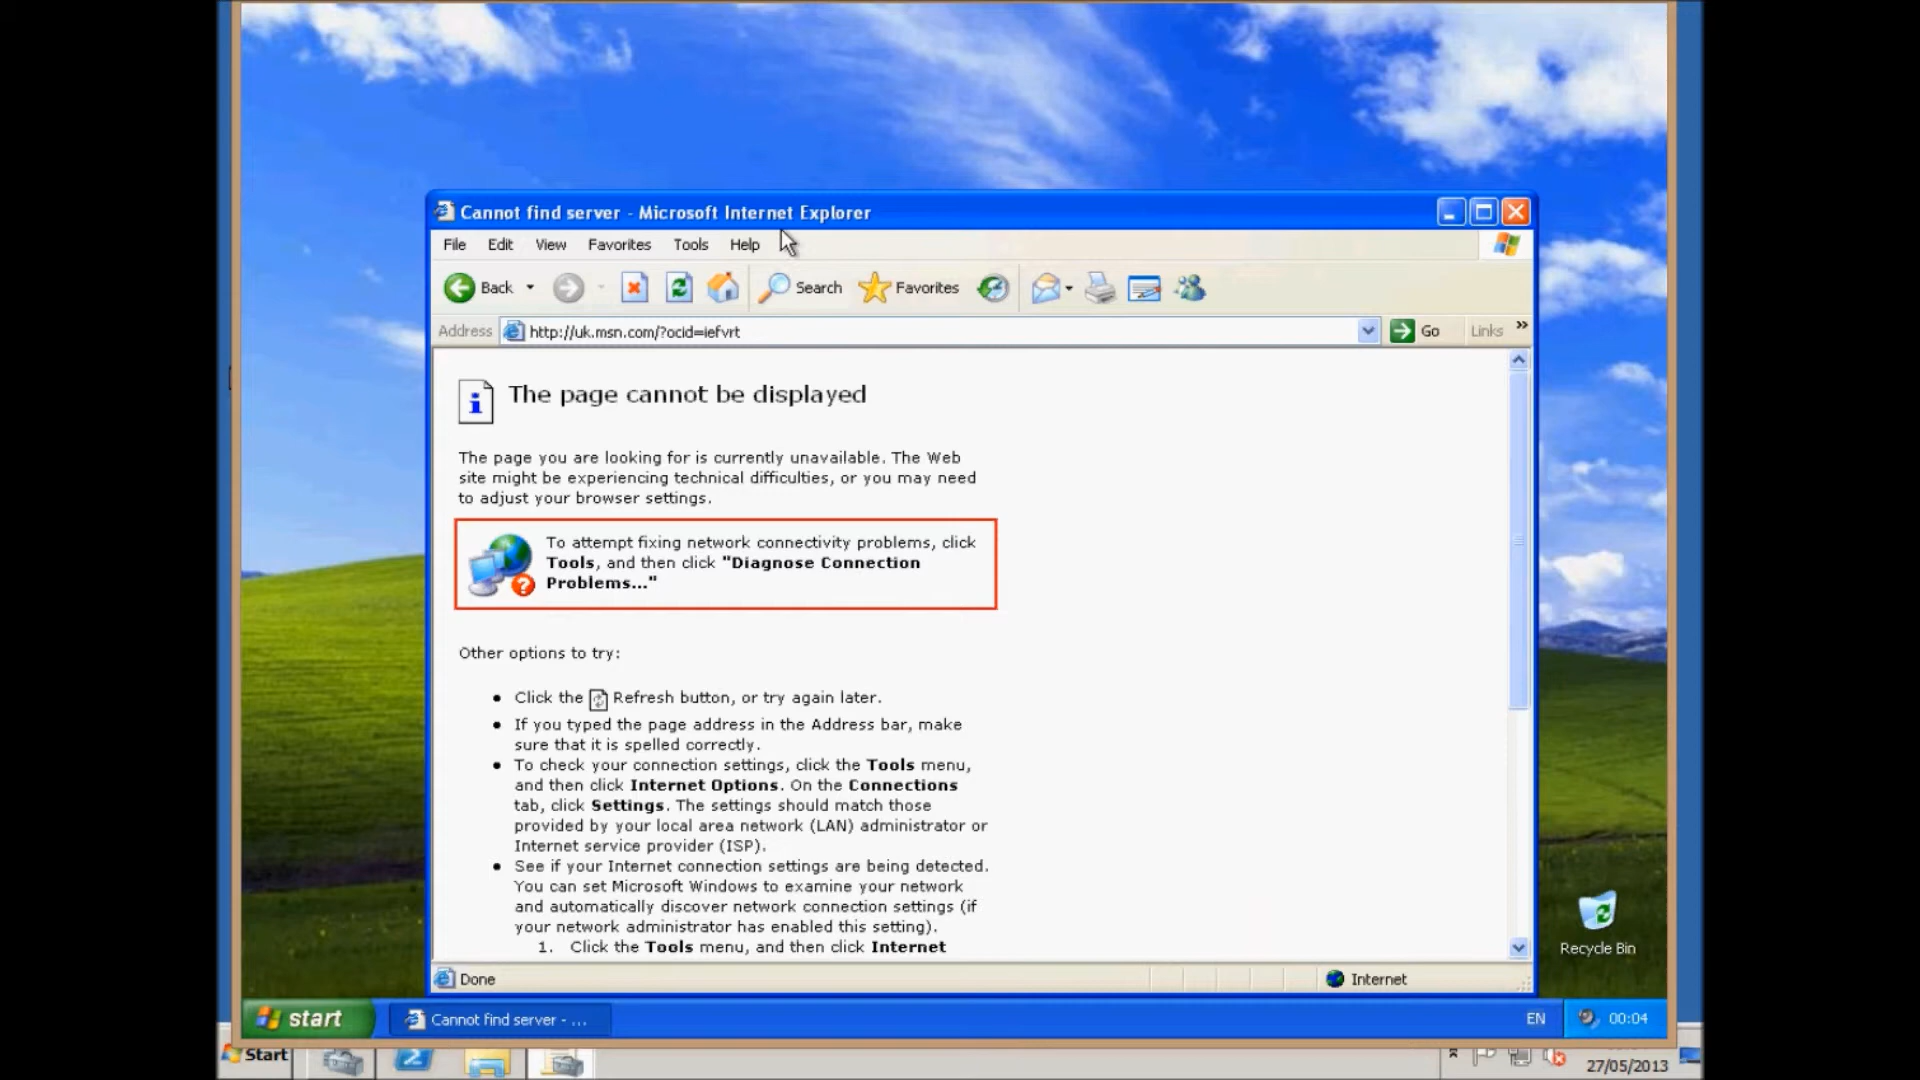 Cannot find server - Microsoft Internet Explorer
File Edit View Favorites Tools Help
Back Search Favorites
Address http://uk.msn.com/?ocid=iefvrt Go Links »
The page cannot be displayed
The page you are looking for is currently unavailable. The Web
site might be experiencing technical difficulties, or you may need
to adjust your browser settings.
To attempt fixing network connectivity problems, click
Tools, and then click "Diagnose Connection
Problems..."
Other options to try:
Click the Refresh button, or try again later.
If you typed the page address in the Address bar, make
sure that it is spelled correctly.
To check your connection settings, click the Tools menu,
and then click Internet Options. On the Connections
tab, click Settings. The settings should match those
provided by your local area network (LAN) administrator or
Internet service provider (ISP).
See if your Internet connection settings are being detected.
You can set Microsoft Windows to examine your network
and automatically discover network connection settings (if
your network administrator has enabled this setting).
1. Click the Tools menu, and then click Internet
Recycle Bin
Done Internet
start Cannot find server - ... EN 00:04
Start
27/05/2013